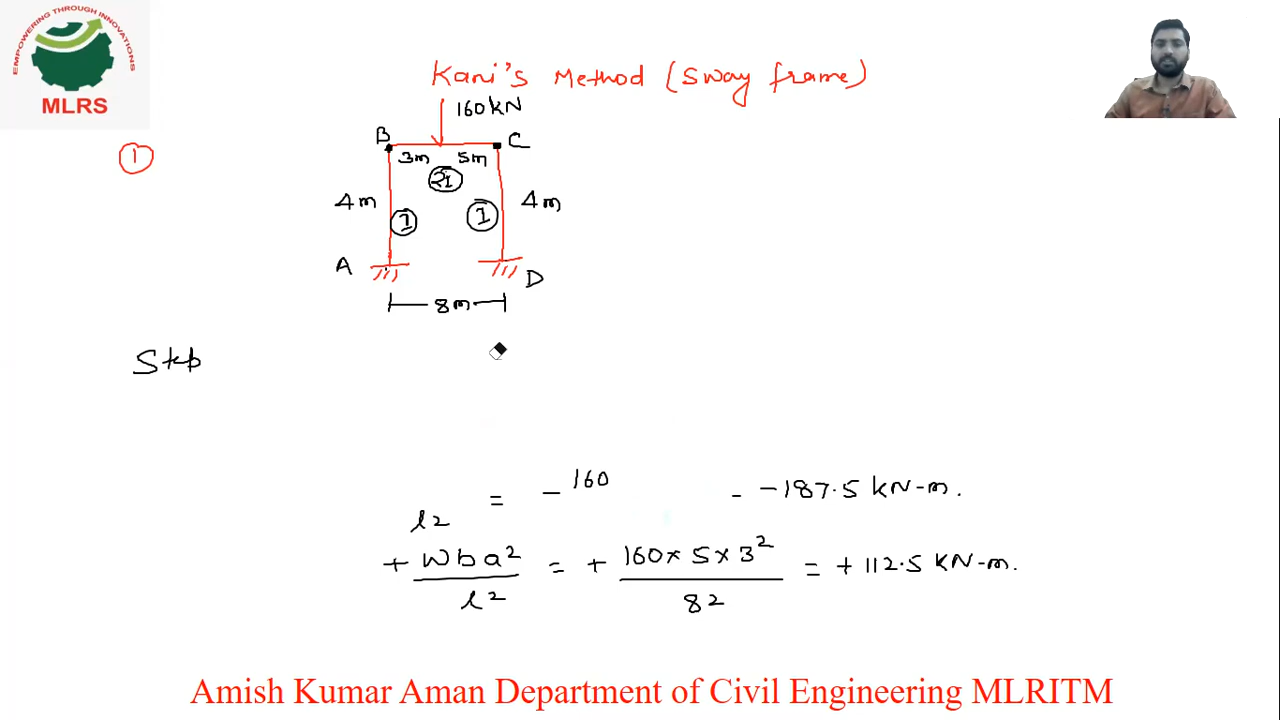 EMPOWERING THROUGH INNOVATIONS
MLRS
Kani's Method (Sway frame)
160 kN
1
B
C
3m
5m
2I
4m
4m
I
I
A
D
8m
Step
l2 = - 160 - -187.5 kN-m.
+ Wba² / l² = + 160 × 5 × 3² / 82 = + 112.5 KN-m.
Amish Kumar Aman Department of Civil Engineering MLRITM